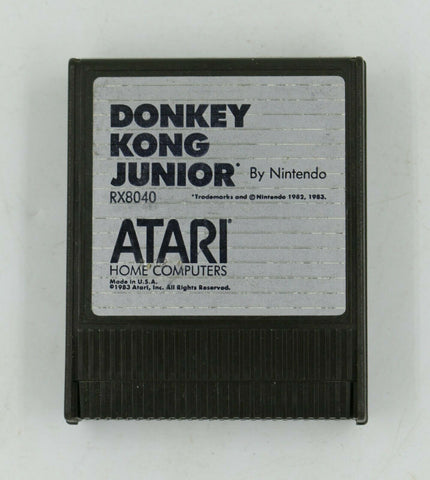 DONKEY
KONG
JUNIOR* By Nintendo
RX8040 *Trademarks and © Nintendo 1982, 1983.
ATARI
HOME COMPUTERS
Made in U.S.A.
©1983 Atari, Inc. All Rights Reserved.